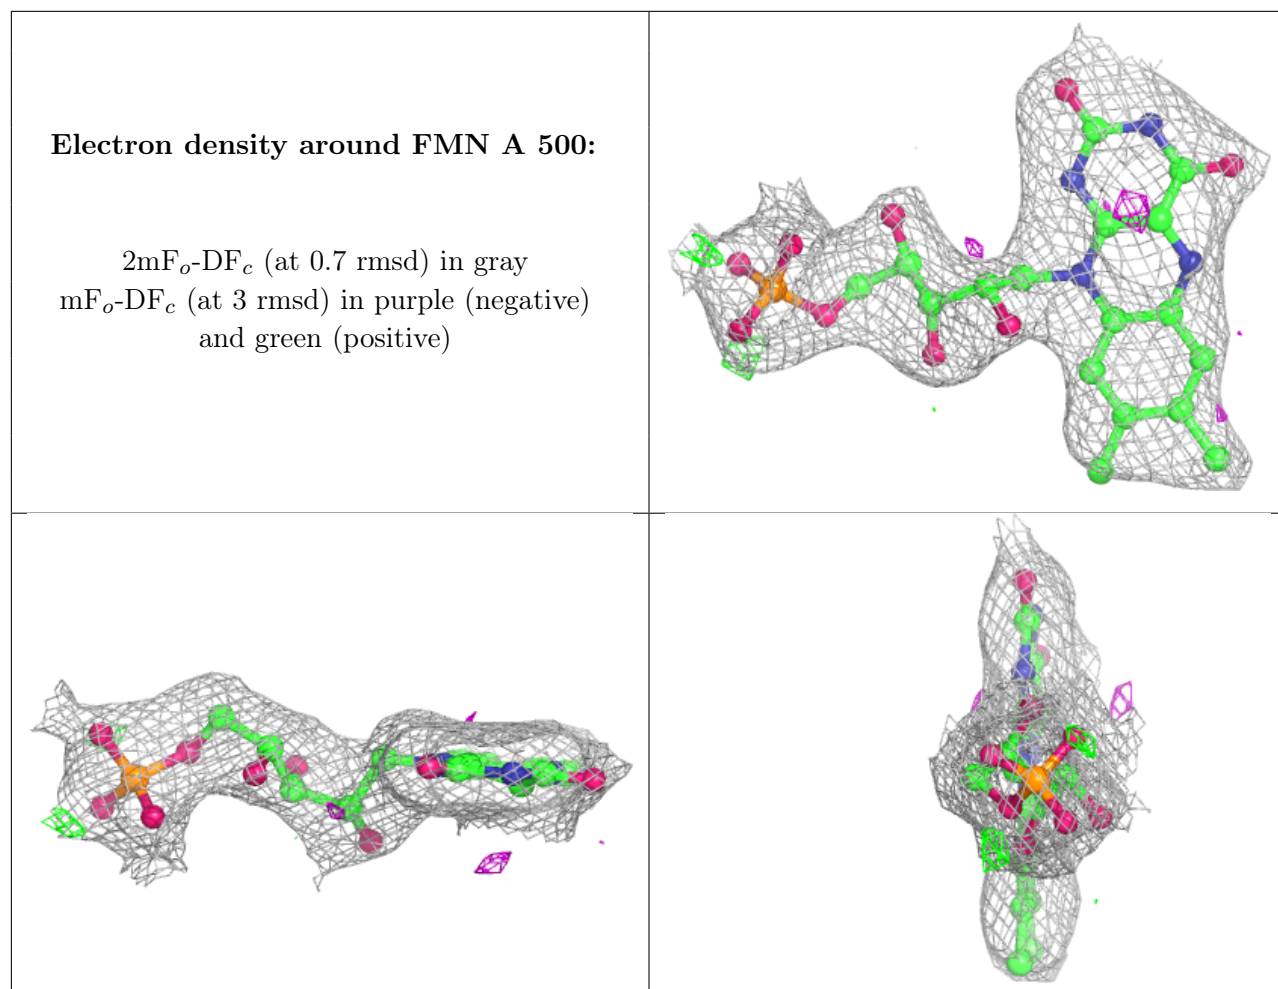 Electron density around FMN A 500:
2mFo-DFc (at 0.7 rmsd) in gray
mFo-DFc (at 3 rmsd) in purple (negative)
and green (positive)